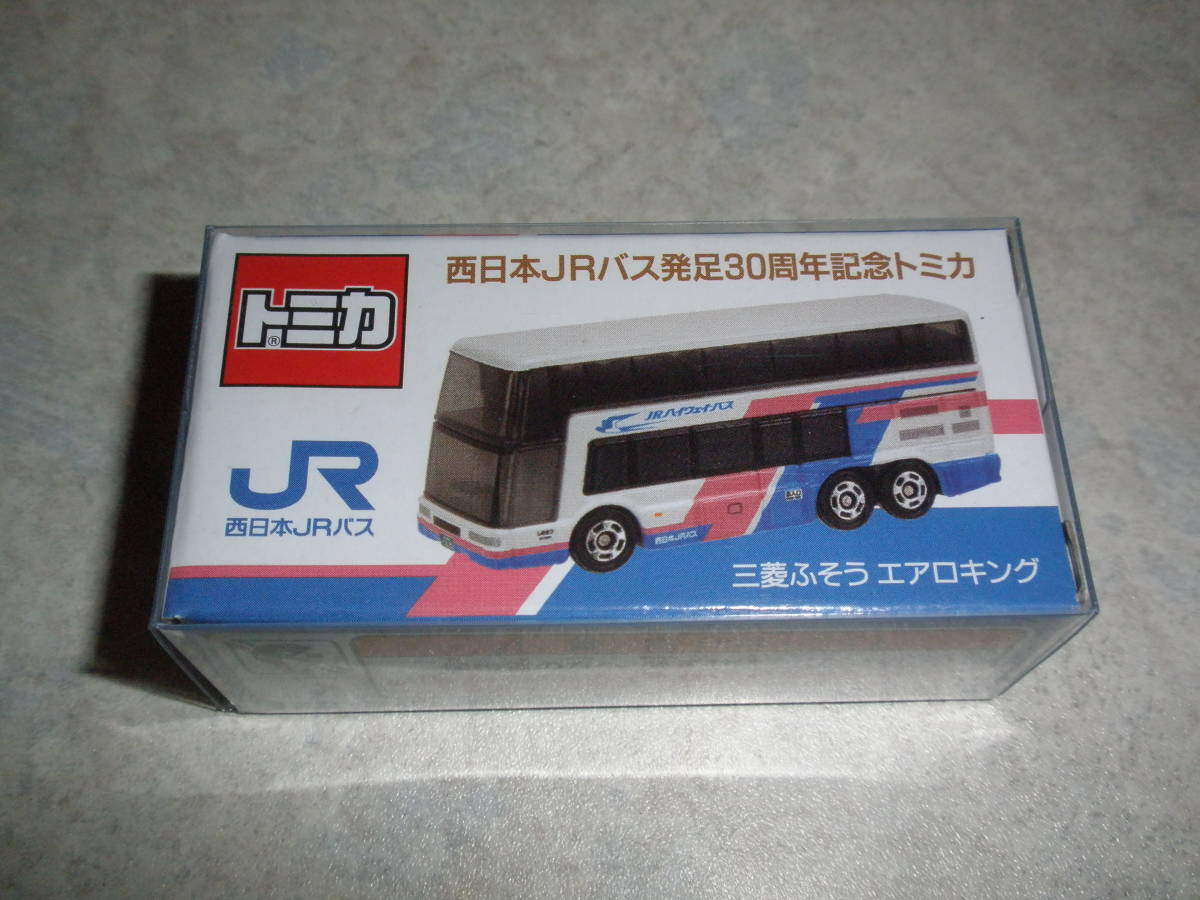 西日本JRバス発足30周年記念トミカ
トミカ®
JRハイウェイバス
JR
西日本JRバス
西日本JRバス
三菱ふそう エアロキング